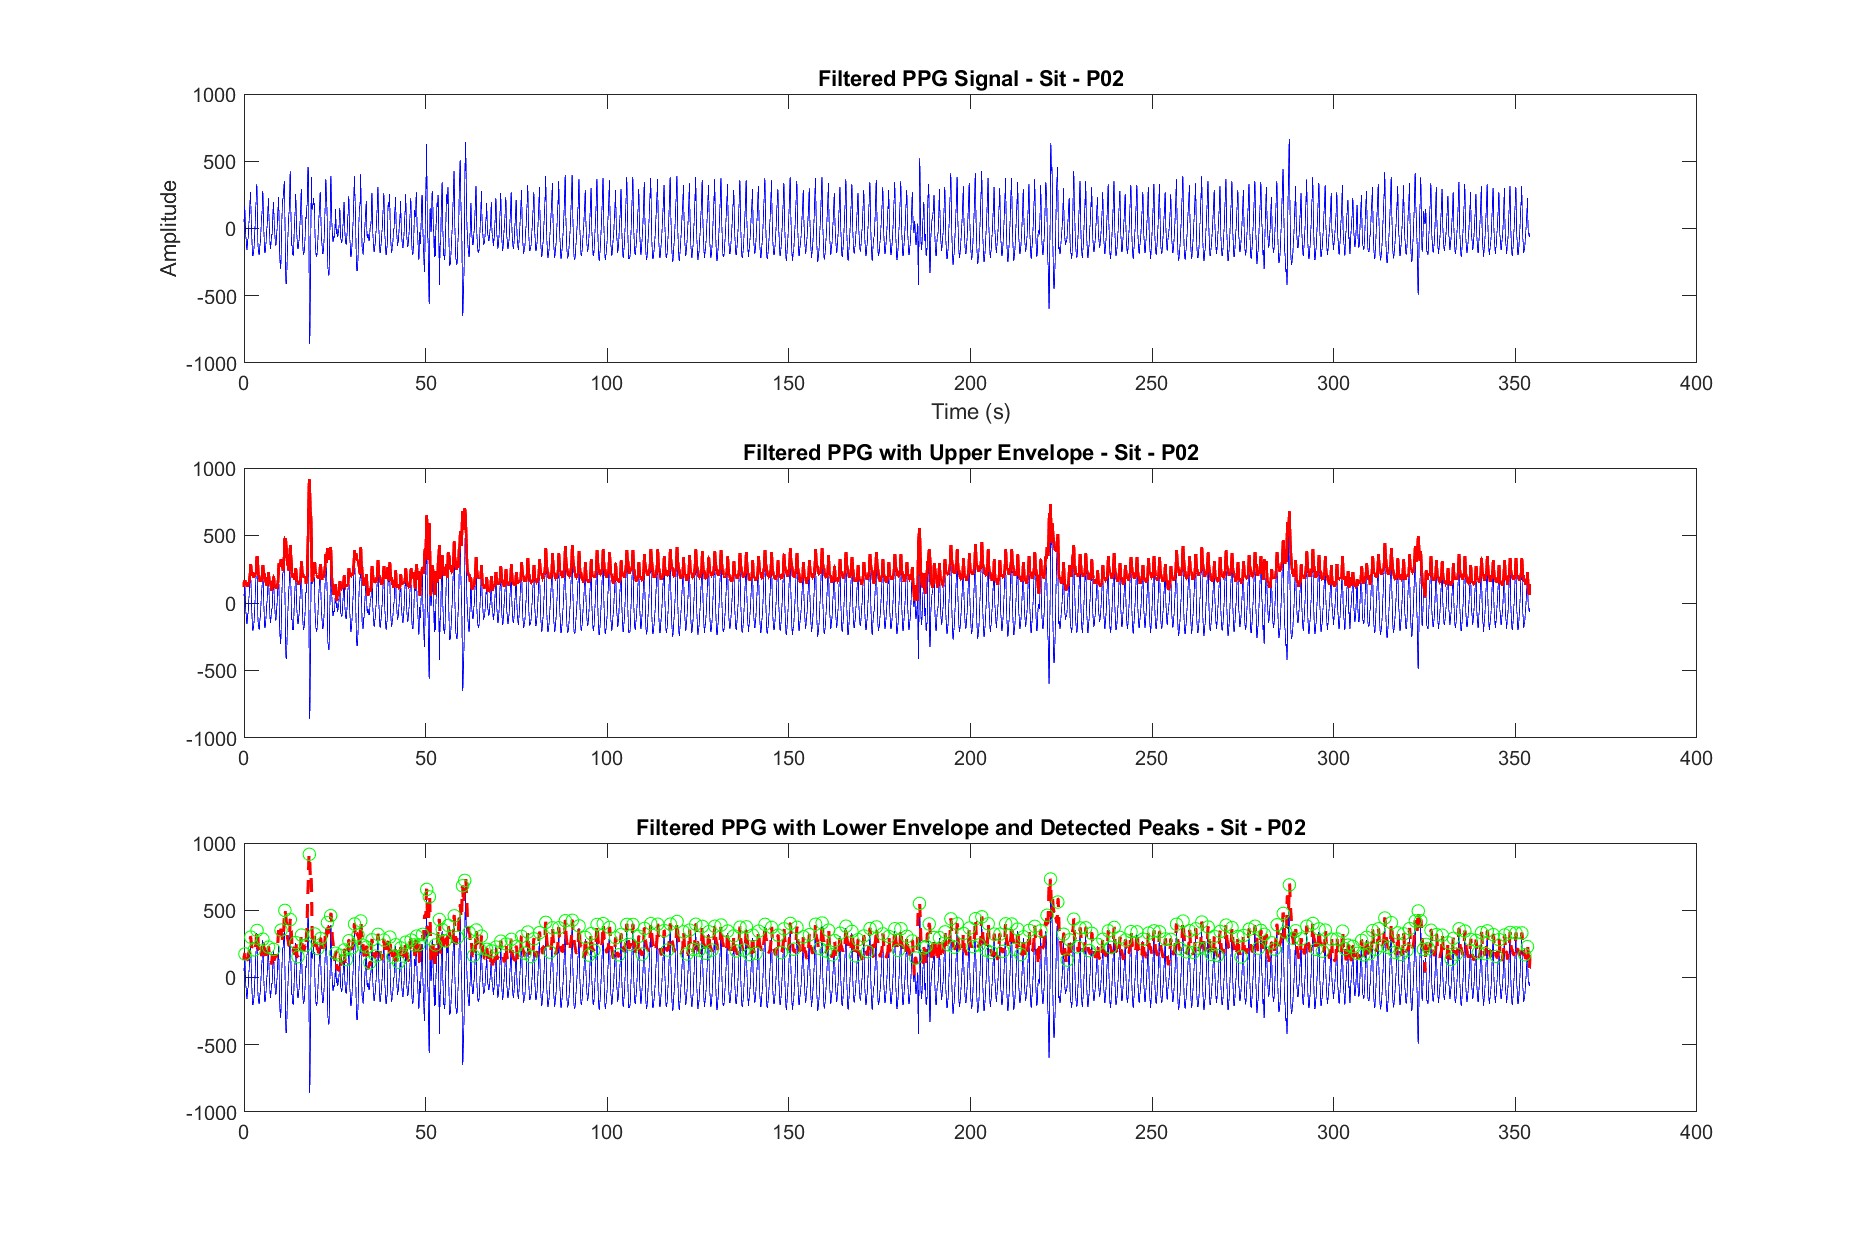 Filtered PPG Signal - Sit - P02
1000
500
0
-500
-1000
Amplitude
0 50 100 150 200 250 300 350 400
Time (s)
Filtered PPG with Upper Envelope - Sit - P02
1000
500
0
-500
-1000
0 50 100 150 200 250 300 350 400
Filtered PPG with Lower Envelope and Detected Peaks - Sit - P02
1000
500
0
-500
-1000
0 50 100 150 200 250 300 350 400